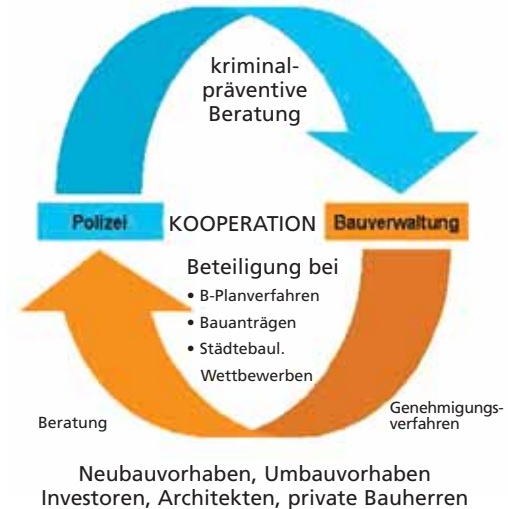 kriminal-
präventive
Beratung
Polizei KOOPERATION Bauverwaltung
Beteiligung bei
• B-Planverfahren
• Bauanträgen
• Städtebaul.
Wettbewerben
Beratung
Genehmigungs-
verfahren
Neubauvorhaben, Umbauvorhaben
Investoren, Architekten, private Bauherren